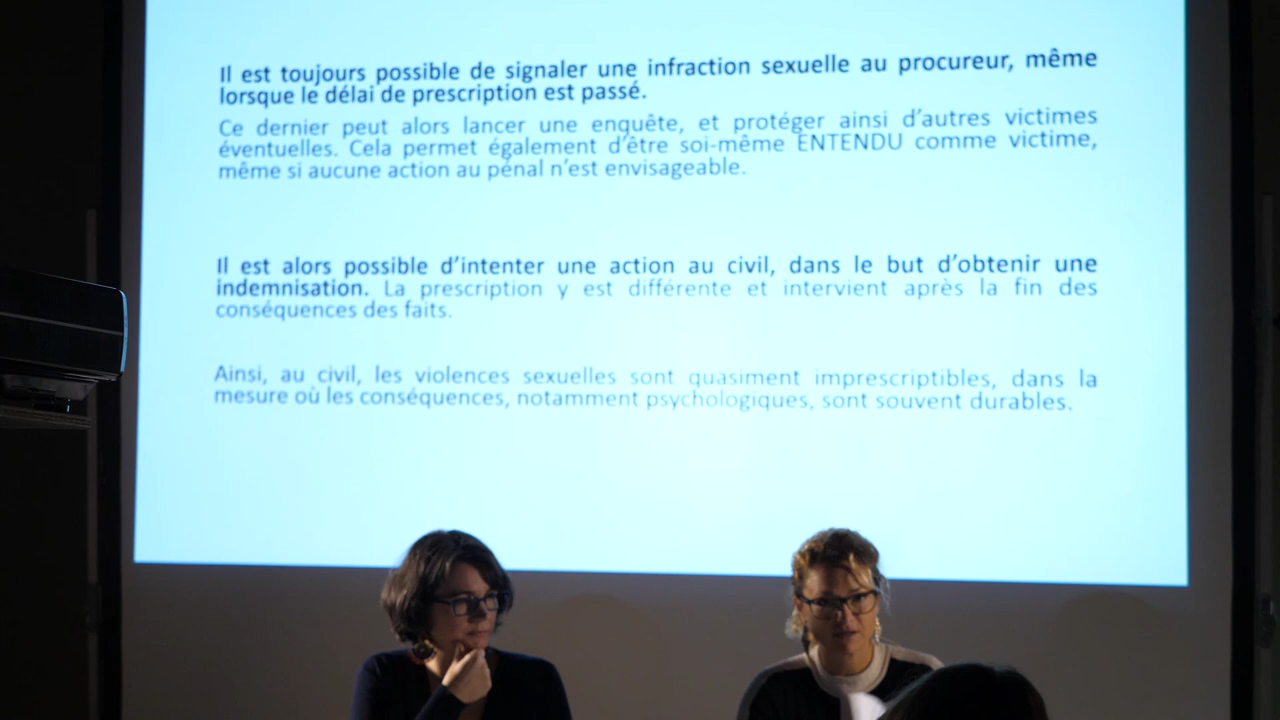 Il est toujours possible de signaler une infraction sexuelle au procureur, même
lorsque le délai de prescription est passé.
Ce dernier peut alors lancer une enquête, et protéger ainsi d'autres victimes
éventuelles. Cela permet également d'être soi-même ENTENDU comme victime,
même si aucune action au pénal n'est envisageable.
Il est alors possible d'intenter une action au civil, dans le but d'obtenir une
indemnisation. La prescription y est différente et intervient après la fin des
conséquences des faits.
Ainsi, au civil, les violences sexuelles sont quasiment imprescriptibles, dans la
mesure où les conséquences, notamment psychologiques, sont souvent durables.